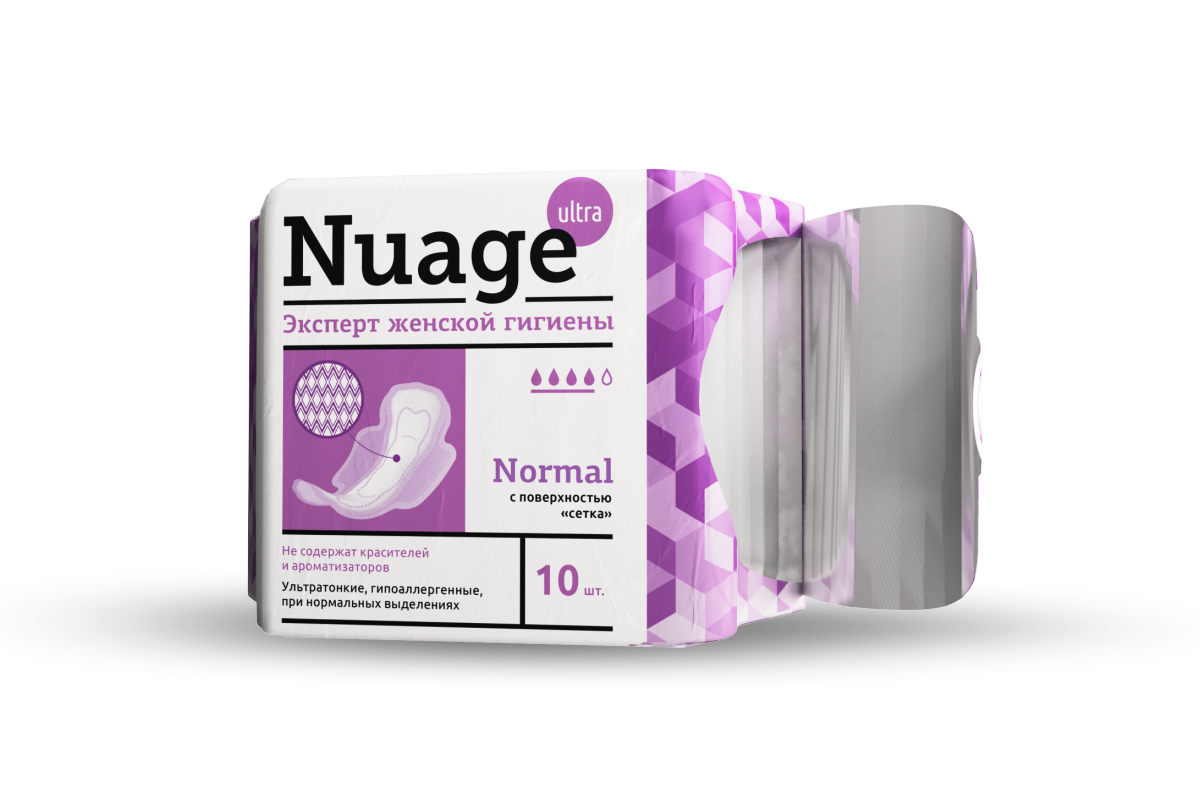 ultra
Nuage
Эксперт женской гигиены
Normal
с поверхностью
«сетка»
Не содержат красителей
и ароматизаторов
Ультратонкие, гипоаллергенные,
при нормальных выделениях
10 шт.